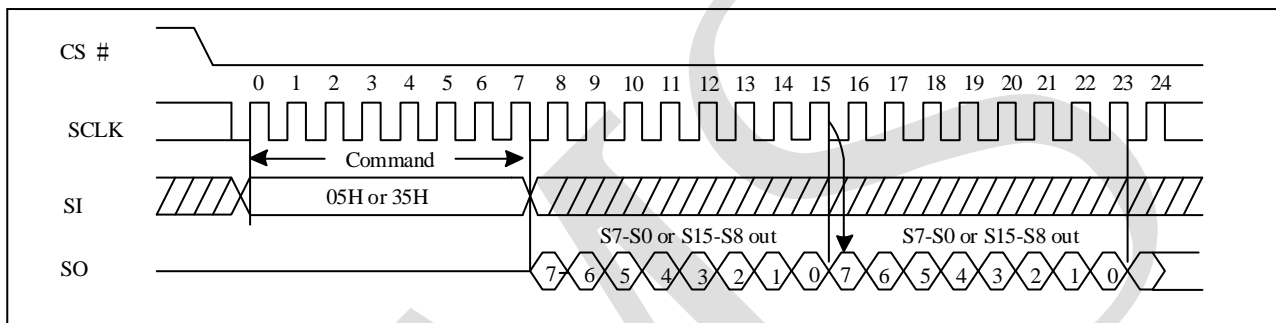 CS #
0 1 2 3 4 5 6 7 8 9 10 11 12 13 14 15 16 17 18 19 20 21 22 23 24
SCLK
Command
SI
05H or 35H
S7-S0 or S15-S8 out S7-S0 or S15-S8 out
SO
7 6 5 4 3 2 1 0 7 6 5 4 3 2 1 0